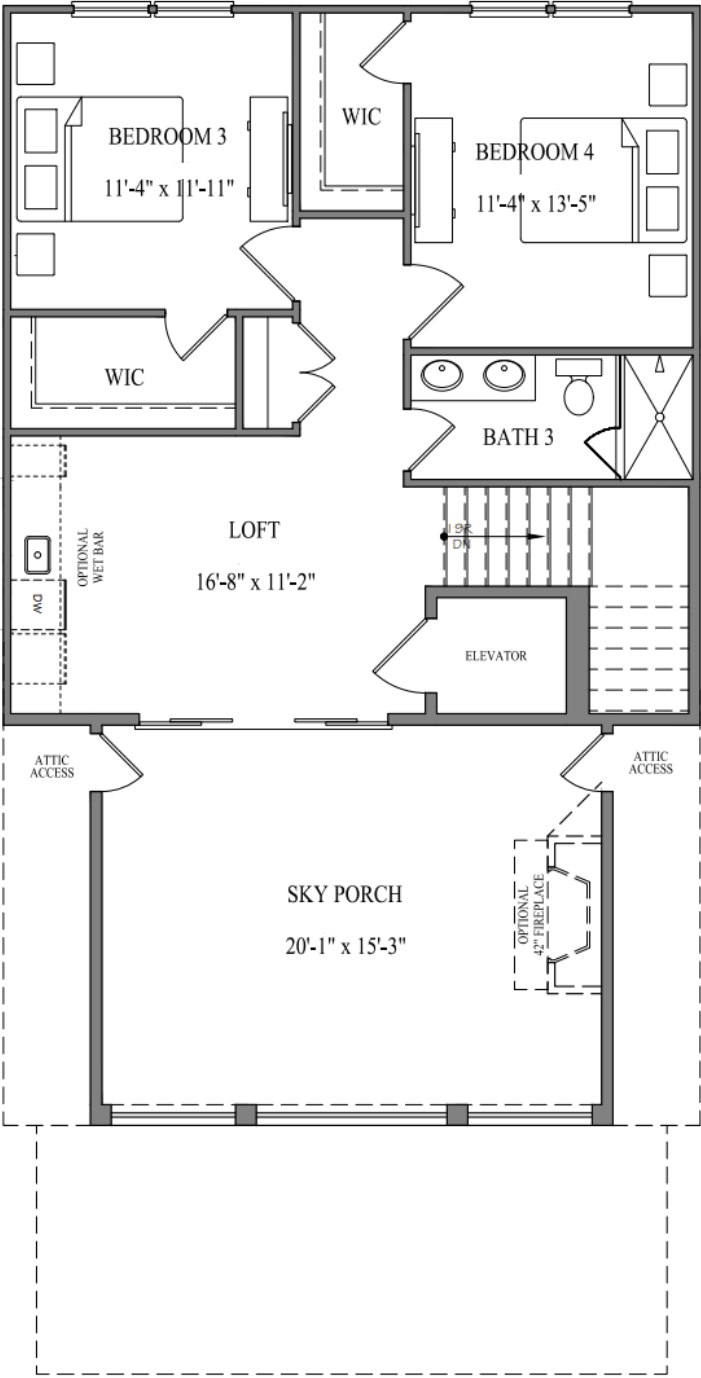 WIC
BEDROOM 3
11'-4" x 11'-11"
BEDROOM 4
11'-4" x 13'-5"
WIC
BATH 3
LOFT
16'-8" x 11'-2"
OPTIONAL
WET BAR
DW
19R
DN
ELEVATOR
ATTIC
ACCESS
ATTIC
ACCESS
SKY PORCH
20'-1" x 15'-3"
OPTIONAL
42" FIREPLACE